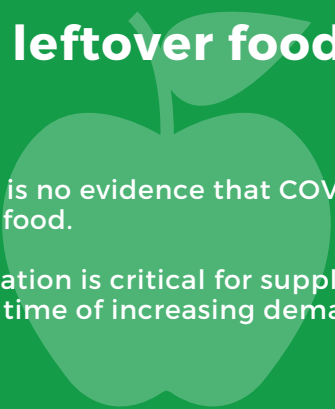 leftover food
is no evidence that COV
food.
ation is critical for suppl
time of increasing dema